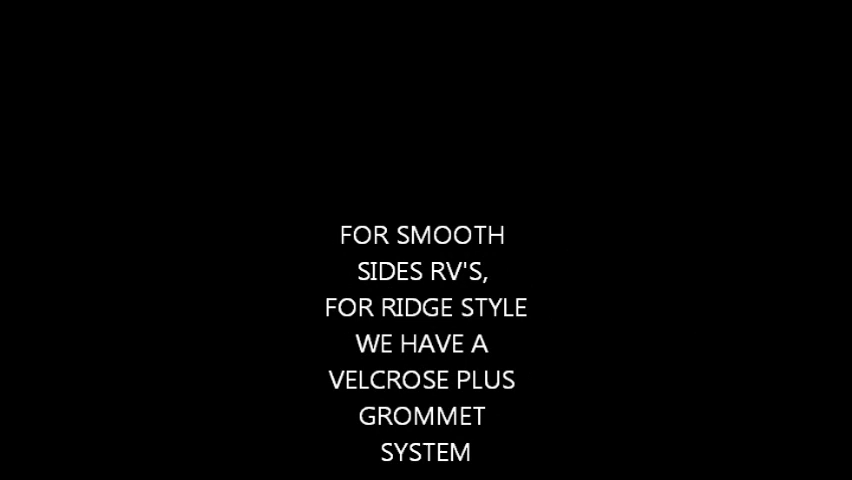 FOR SMOOTH
SIDES RV'S,
FOR RIDGE STYLE
WE HAVE A
VELCROSE PLUS
GROMMET
SYSTEM